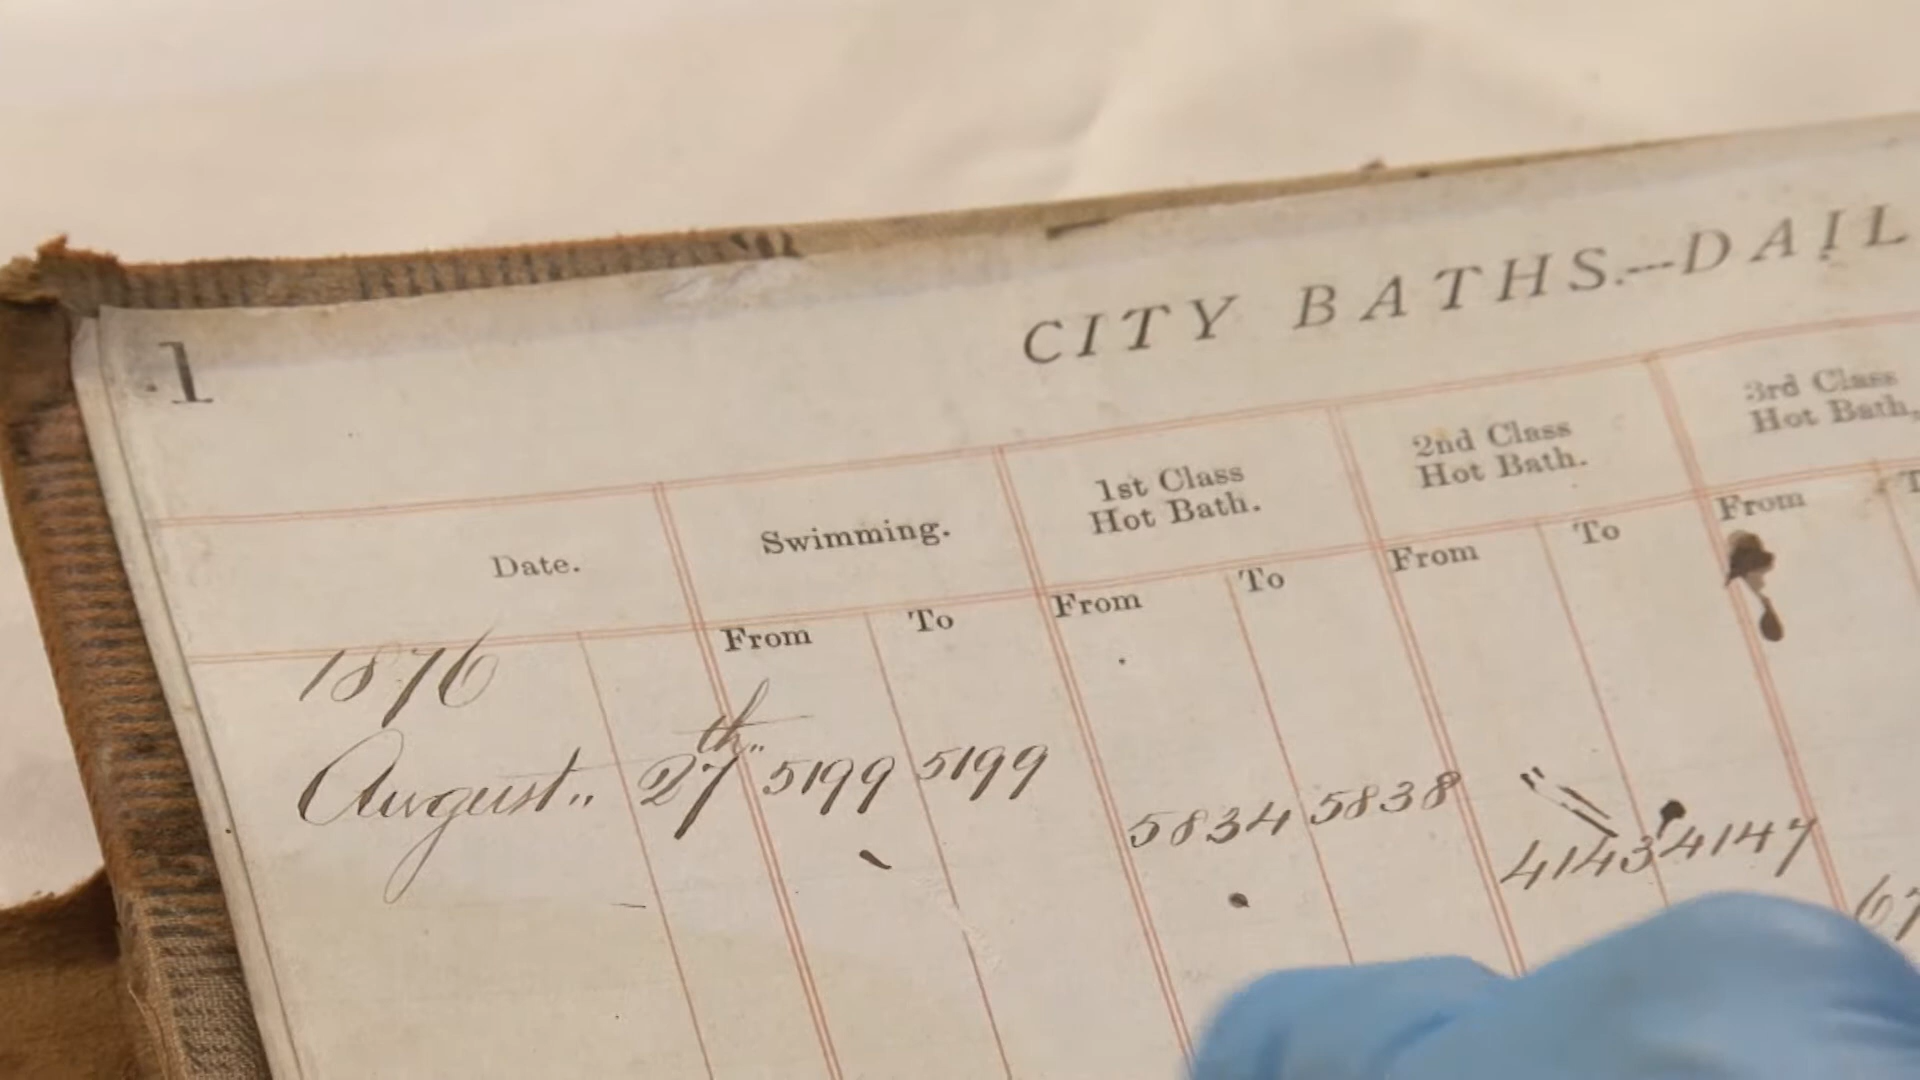 1
CITY BATHS.—DAIL
Date.
Swimming.
1st Class
Hot Bath.
2nd Class
Hot Bath.
3rd Class
Hot Bath,
From To From To From To From
1876
August.. 27th.. 5199 5199 5834 5838 " 4143 4147 67